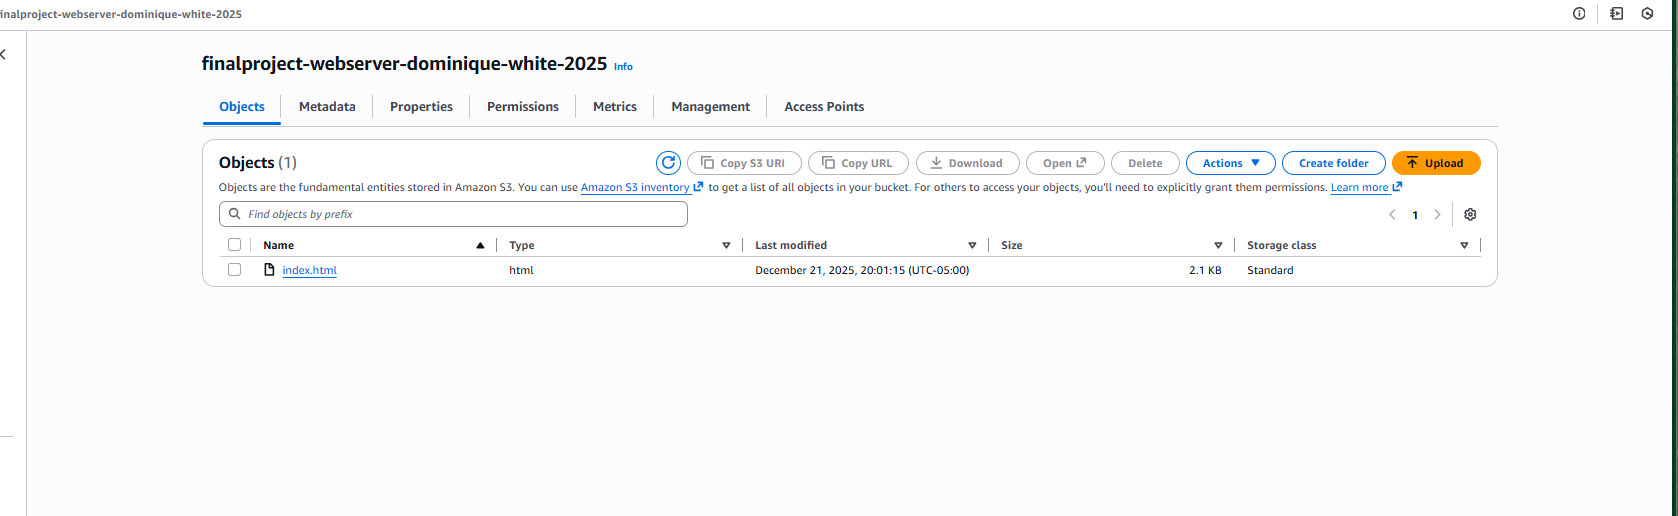 finalproject-webserver-dominique-white-2025
finalproject-webserver-dominique-white-2025 Info
Objects Metadata Properties Permissions Metrics Management Access Points
Objects (1) Copy S3 URI Copy URL Download Open Delete Actions Create folder Upload
Objects are the fundamental entities stored in Amazon S3. You can use Amazon S3 inventory to get a list of all objects in your bucket. For others to access your objects, you'll need to explicitly grant them permissions. Learn more
Find objects by prefix 1
Name Type Last modified Size Storage class
index.html html December 21, 2025, 20:01:15 (UTC-05:00) 2.1 KB Standard